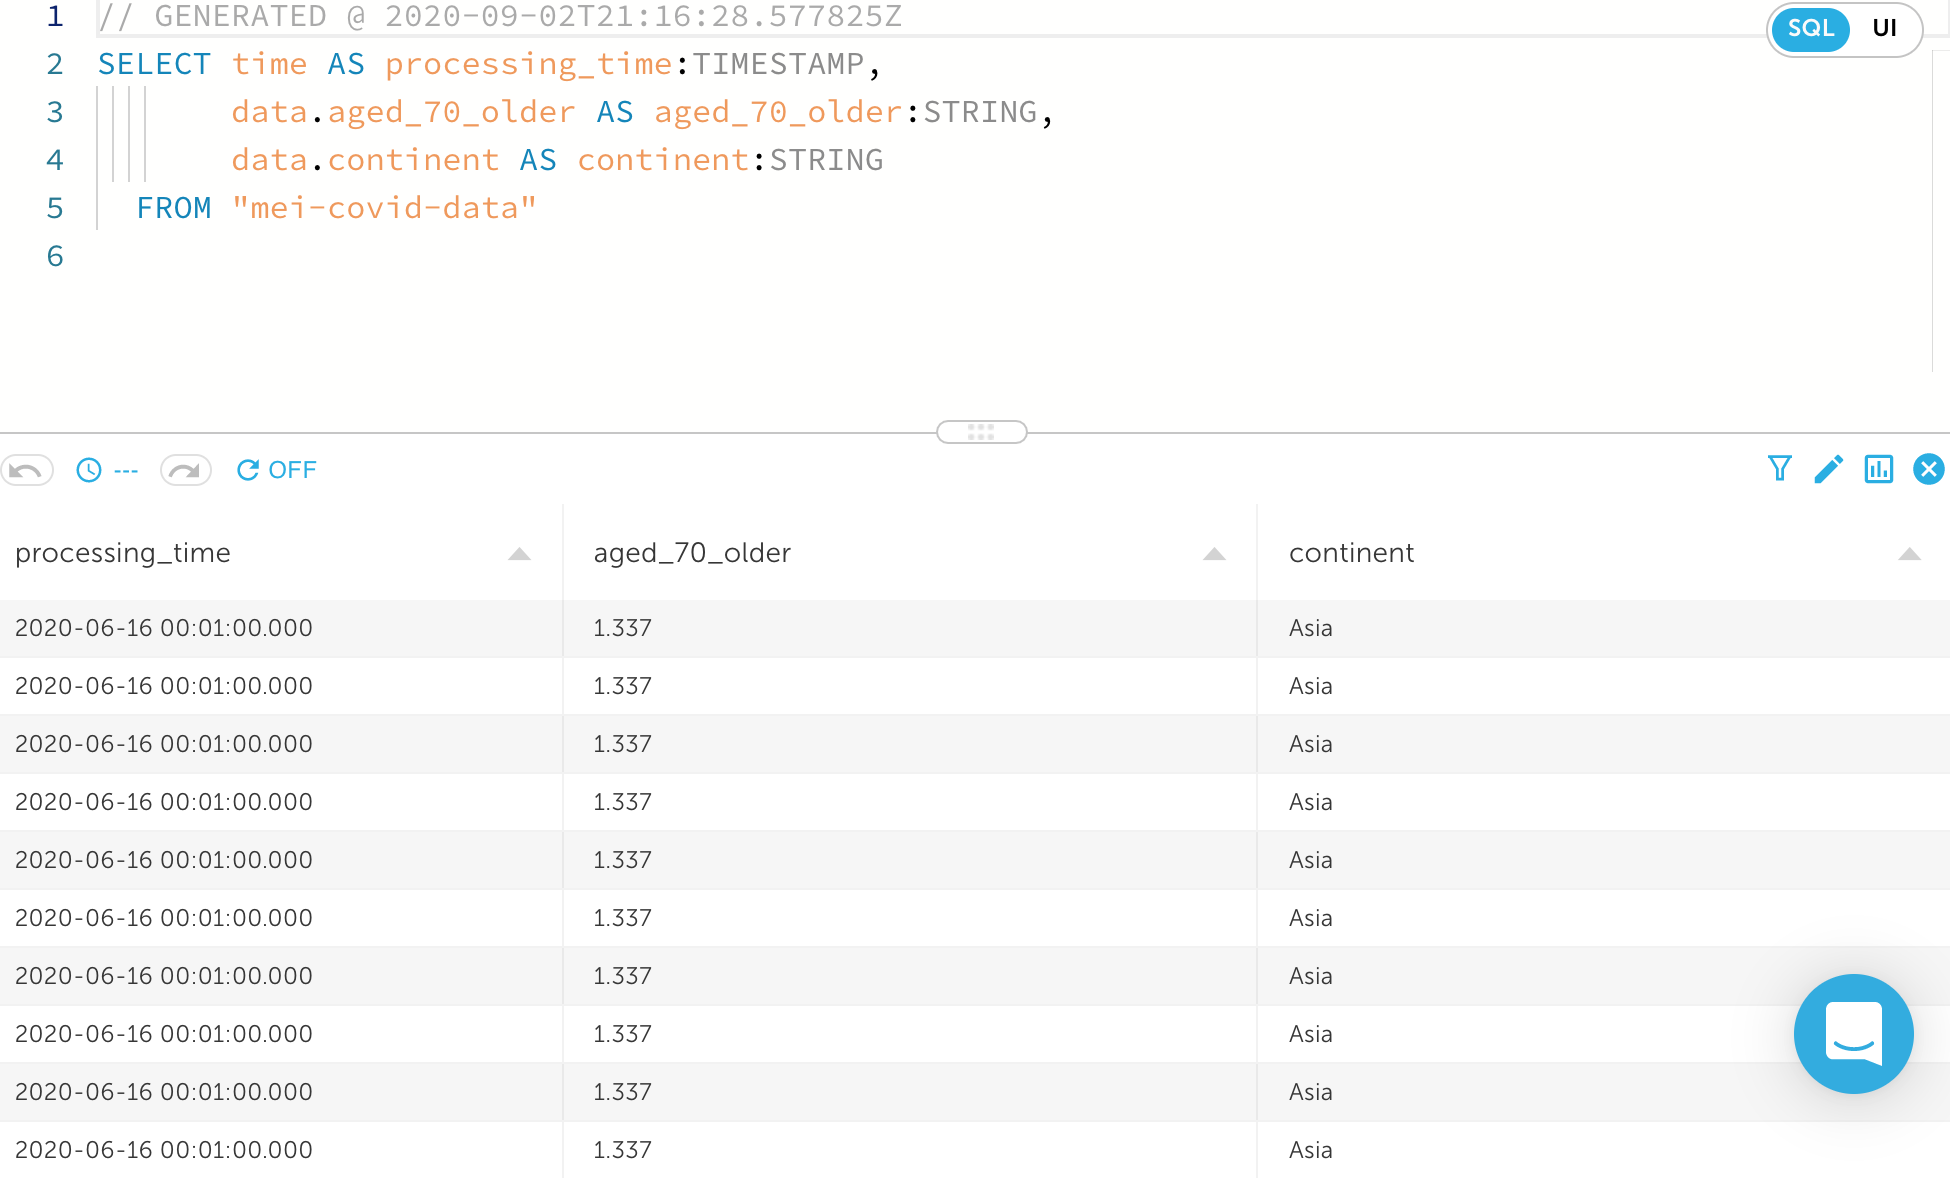 1 // GENERATED @ 2020-09-02T21:16:28.577825Z
SQL UI
2 SELECT time AS processing_time:TIMESTAMP,
3 data.aged_70_older AS aged_70_older:STRING,
4 data.continent AS continent:STRING
5 FROM "mei-covid-data"
6
--- OFF
processing_time aged_70_older continent
2020-06-16 00:01:00.000 1.337 Asia
2020-06-16 00:01:00.000 1.337 Asia
2020-06-16 00:01:00.000 1.337 Asia
2020-06-16 00:01:00.000 1.337 Asia
2020-06-16 00:01:00.000 1.337 Asia
2020-06-16 00:01:00.000 1.337 Asia
2020-06-16 00:01:00.000 1.337 Asia
2020-06-16 00:01:00.000 1.337 Asia
2020-06-16 00:01:00.000 1.337 Asia
2020-06-16 00:01:00.000 1.337 Asia